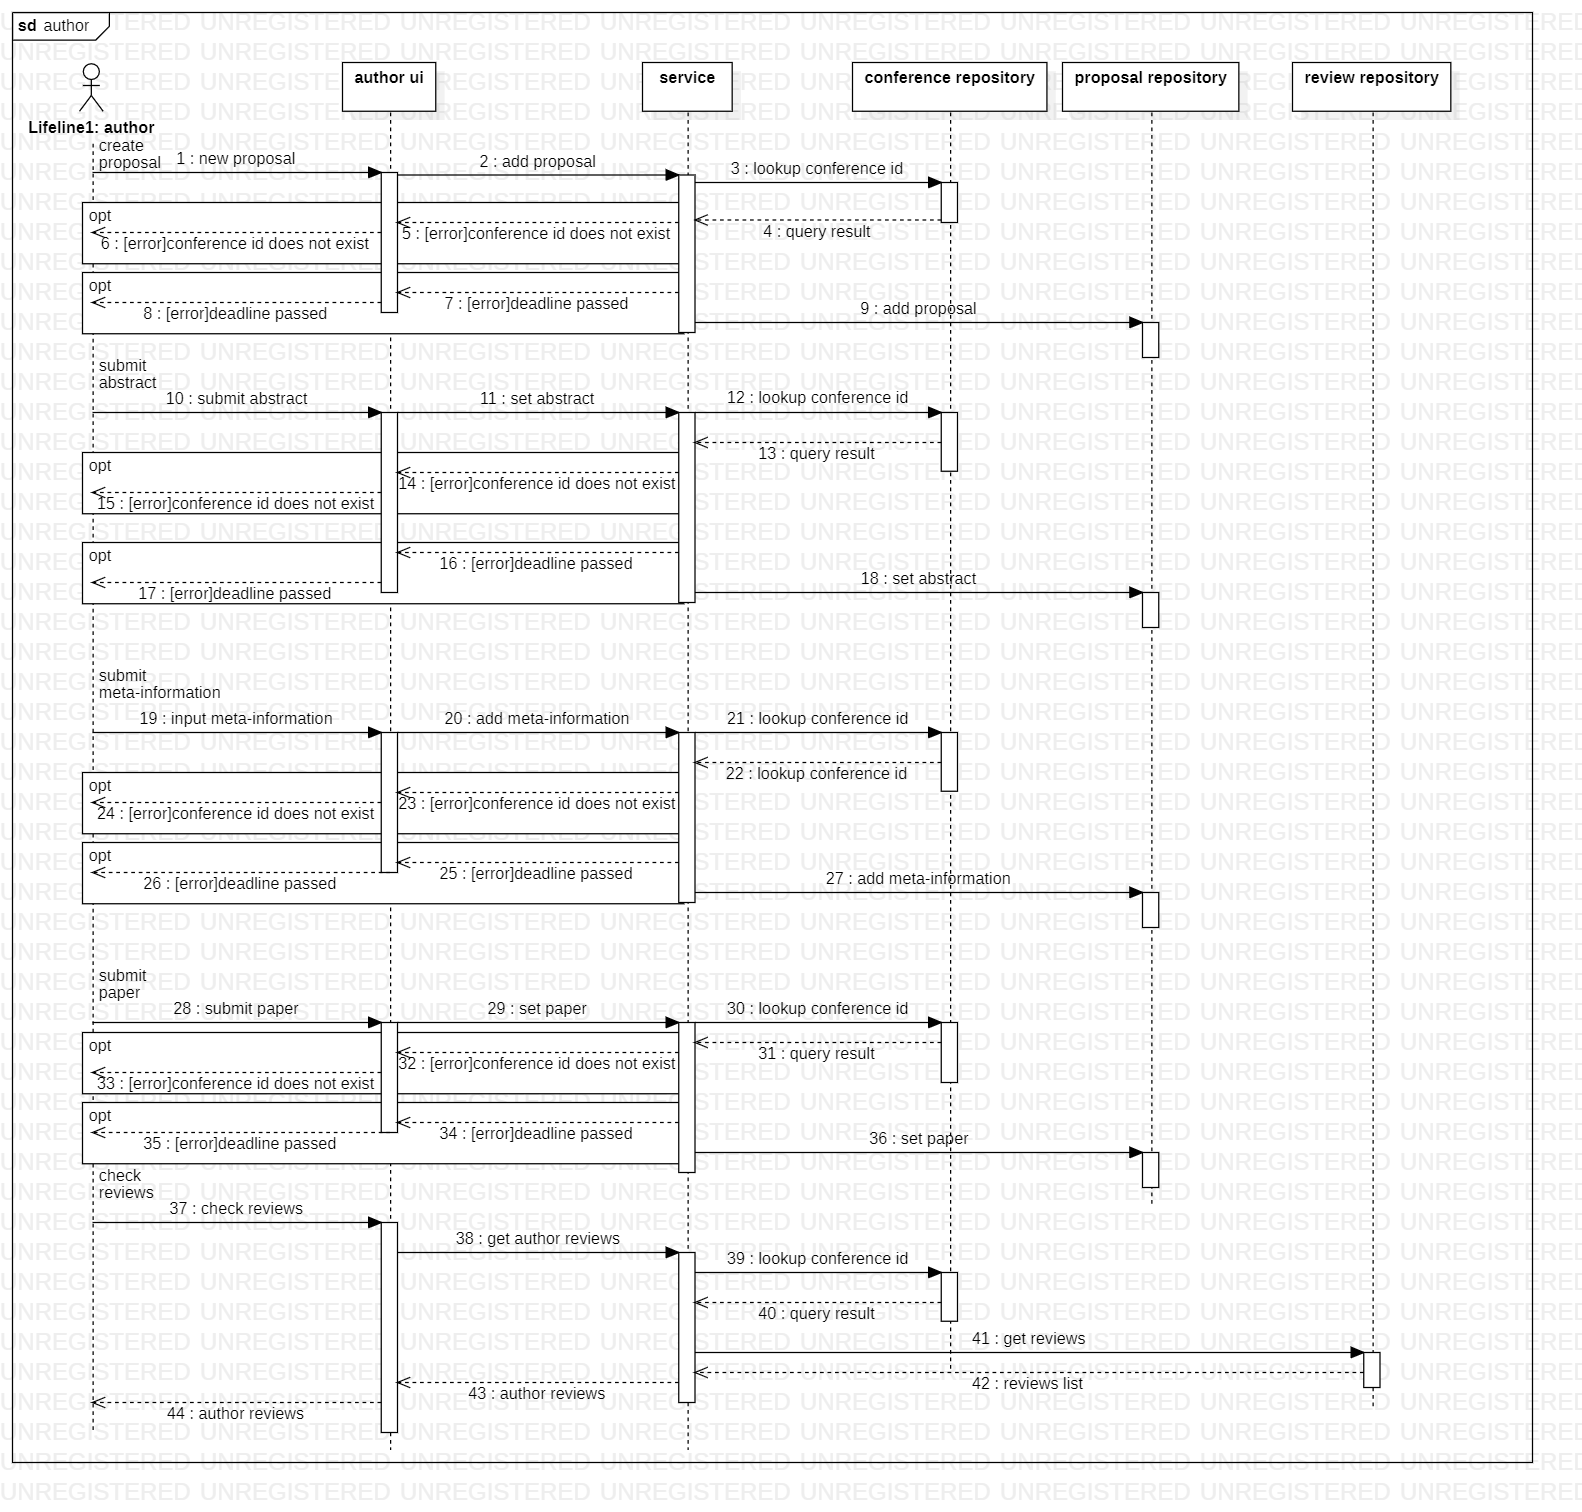 sd author
author ui
service
conference repository
proposal repository
review repository
Lifeline1: author
create
proposal
1 : new proposal
2 : add proposal
3 : lookup conference id
opt
4 : query result
5 : [error]conference id does not exist
6 : [error]conference id does not exist
opt
7 : [error]deadline passed
8 : [error]deadline passed
9 : add proposal
submit
abstract
10 : submit abstract
11 : set abstract
12 : lookup conference id
13 : query result
opt
14 : [error]conference id does not exist
15 : [error]conference id does not exist
opt
16 : [error]deadline passed
17 : [error]deadline passed
18 : set abstract
submit
meta-information
19 : input meta-information
20 : add meta-information
21 : lookup conference id
22 : lookup conference id
opt
23 : [error]conference id does not exist
24 : [error]conference id does not exist
opt
25 : [error]deadline passed
26 : [error]deadline passed
27 : add meta-information
submit
paper
28 : submit paper
29 : set paper
30 : lookup conference id
opt
31 : query result
32 : [error]conference id does not exist
33 : [error]conference id does not exist
opt
34 : [error]deadline passed
35 : [error]deadline passed
36 : set paper
check
reviews
37 : check reviews
38 : get author reviews
39 : lookup conference id
40 : query result
41 : get reviews
42 : reviews list
43 : author reviews
44 : author reviews
UNREGISTERED